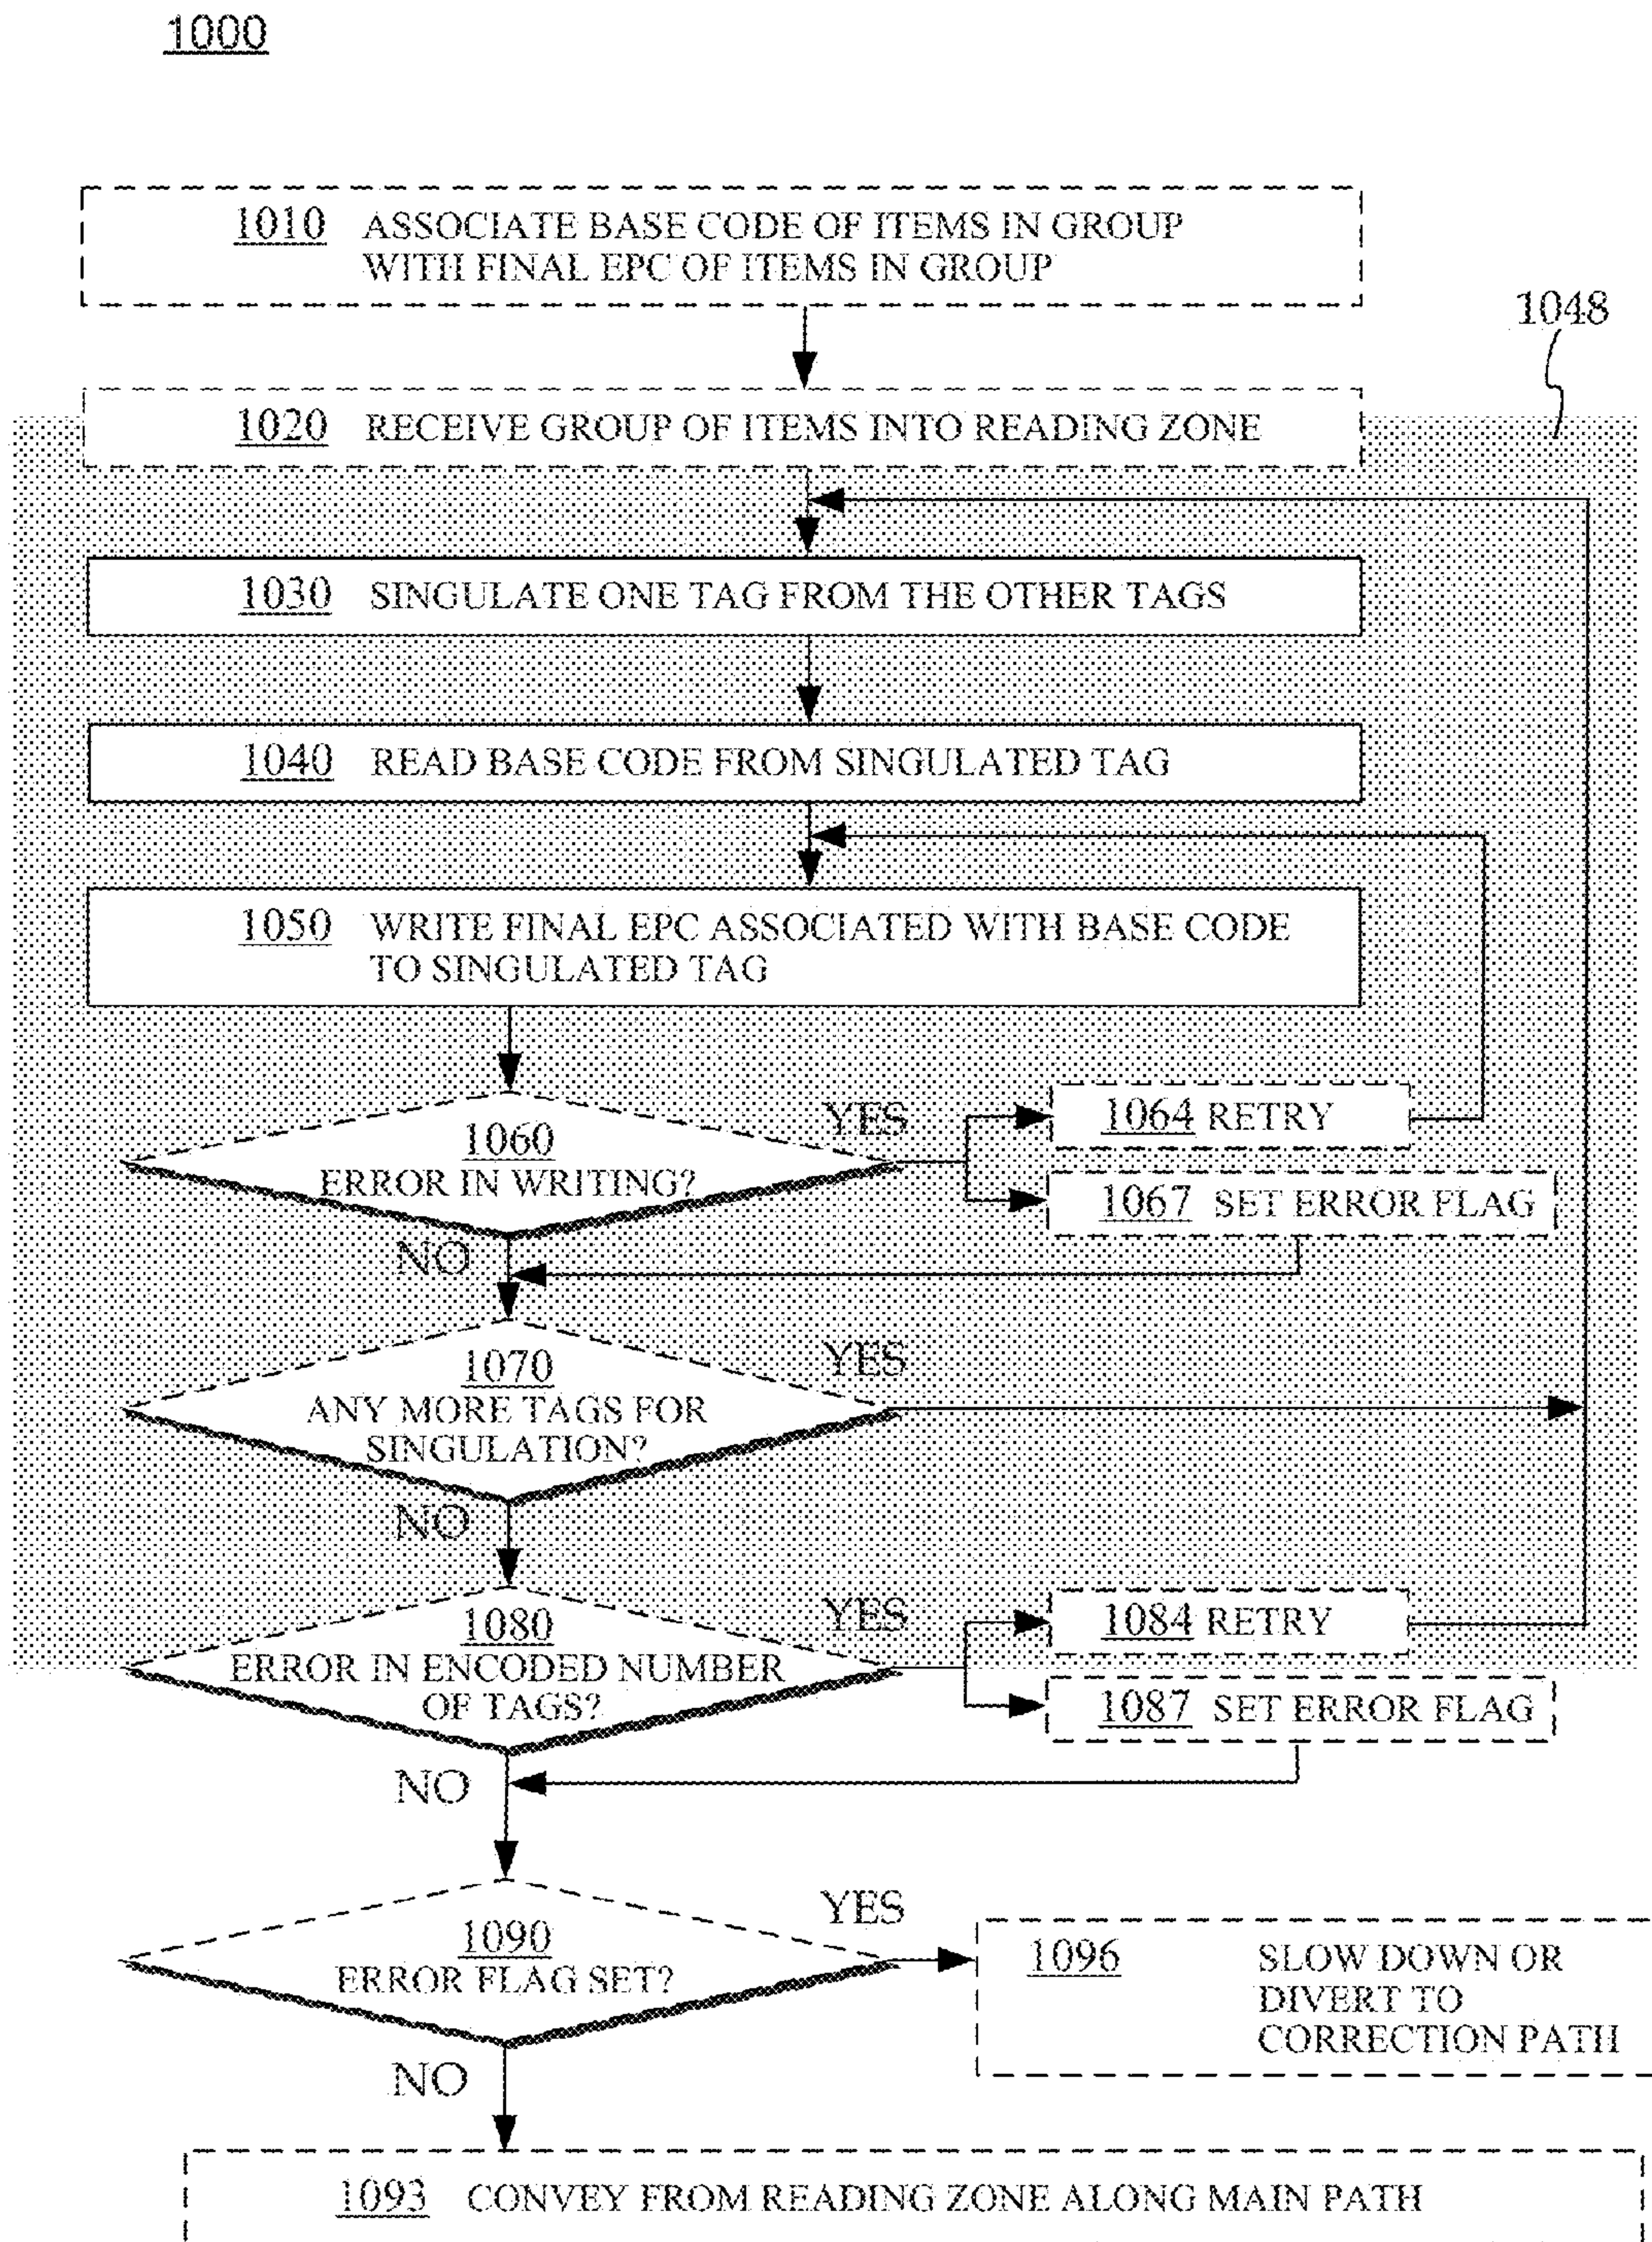 1000
1010 ASSOCIATE BASE CODE OF ITEMS IN GROUP
WITH FINAL EPC OF ITEMS IN GROUP
1048
1020 RECEIVE GROUP OF ITEMS INTO READING ZONE
1030 SINGULATE ONE TAG FROM THE OTHER TAGS
1040 READ BASE CODE FROM SINGULATED TAG
1050 WRITE FINAL EPC ASSOCIATED WITH BASE CODE
TO SINGULATED TAG
1060
ERROR IN WRITING?
YES
1064 RETRY
1067 SET ERROR FLAG
NO
1070
ANY MORE TAGS FOR
SINGULATION?
YES
NO
1080
ERROR IN ENCODED NUMBER
OF TAGS?
YES
1084 RETRY
1087 SET ERROR FLAG
NO
1090
ERROR FLAG SET?
YES
1096 SLOW DOWN OR
DIVERT TO
CORRECTION PATH
NO
1093 CONVEY FROM READING ZONE ALONG MAIN PATH